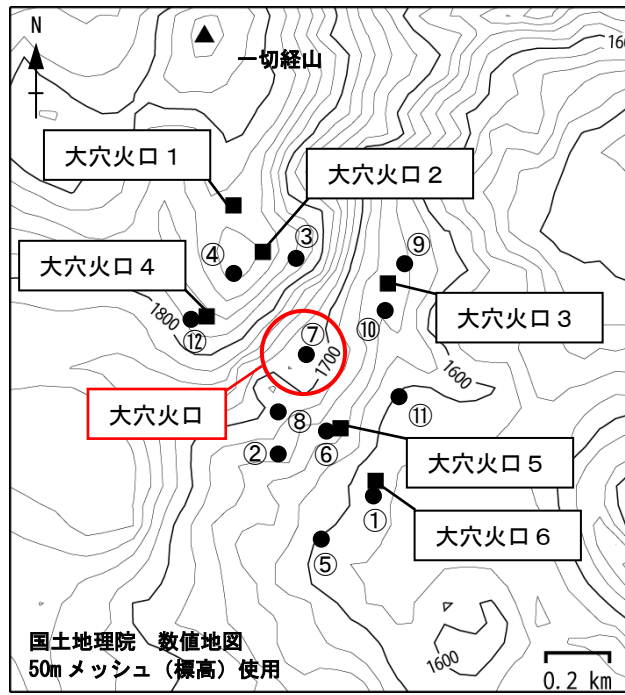 N
一切経山
1600
大穴火口1
大穴火口2
③
④
⑨
大穴火口4
大穴火口3
1800
⑫
⑩
⑦
1700
1600
大穴火口
⑪
⑧
⑥
②
大穴火口5
①
大穴火口6
⑤
国土地理院 数値地図
50mメッシュ(標高)使用
1600
0.2 km